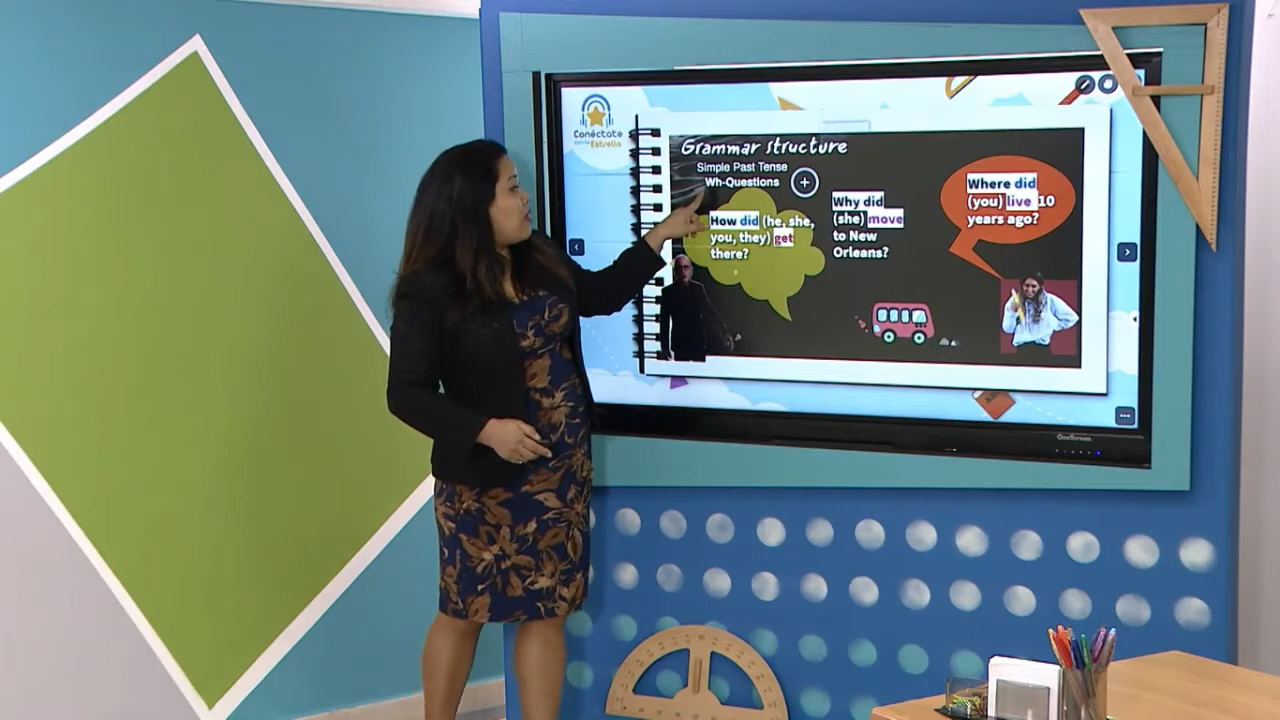 Conéctate
con la Estrella
Grammar structure
Simple Past Tense
Wh-Questions
How did (he, she,
you, they) get
there?
Why did
(she) move
to New
Orleans?
Where did
(you) live 10
years ago?
OneScreen